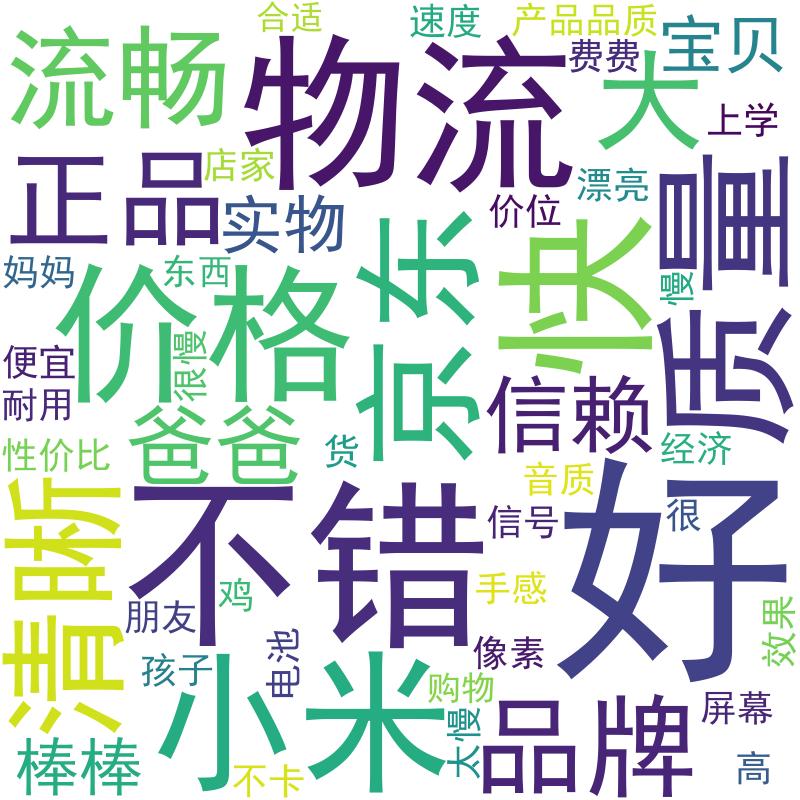 合适
速度
产品品质
流畅
物流
费费
大
宝贝
上学
正品
店家
实物
价位
漂亮
质量
妈妈
东西
京东
快
慢
价格
很慢
便宜
耐用
爸爸
信赖
性价比
货
经济
音质
清晰
不错
信号
好
很
鸡
手感
朋友
电池
效果
孩子
像素
小米
购物
太慢
品牌
屏幕
棒棒
不卡
高